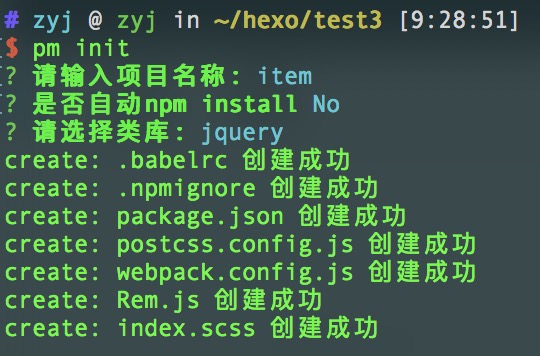 # zyj @ zyj in ~/hexo/test3 [9:28:51]
$ pm init
? 请输入项目名称: item
? 是否自动npm install No
? 请选择类库: jquery
create: .babelrc 创建成功
create: .npmignore 创建成功
create: package.json 创建成功
create: postcss.config.js 创建成功
create: webpack.config.js 创建成功
create: Rem.js 创建成功
create: index.scss 创建成功